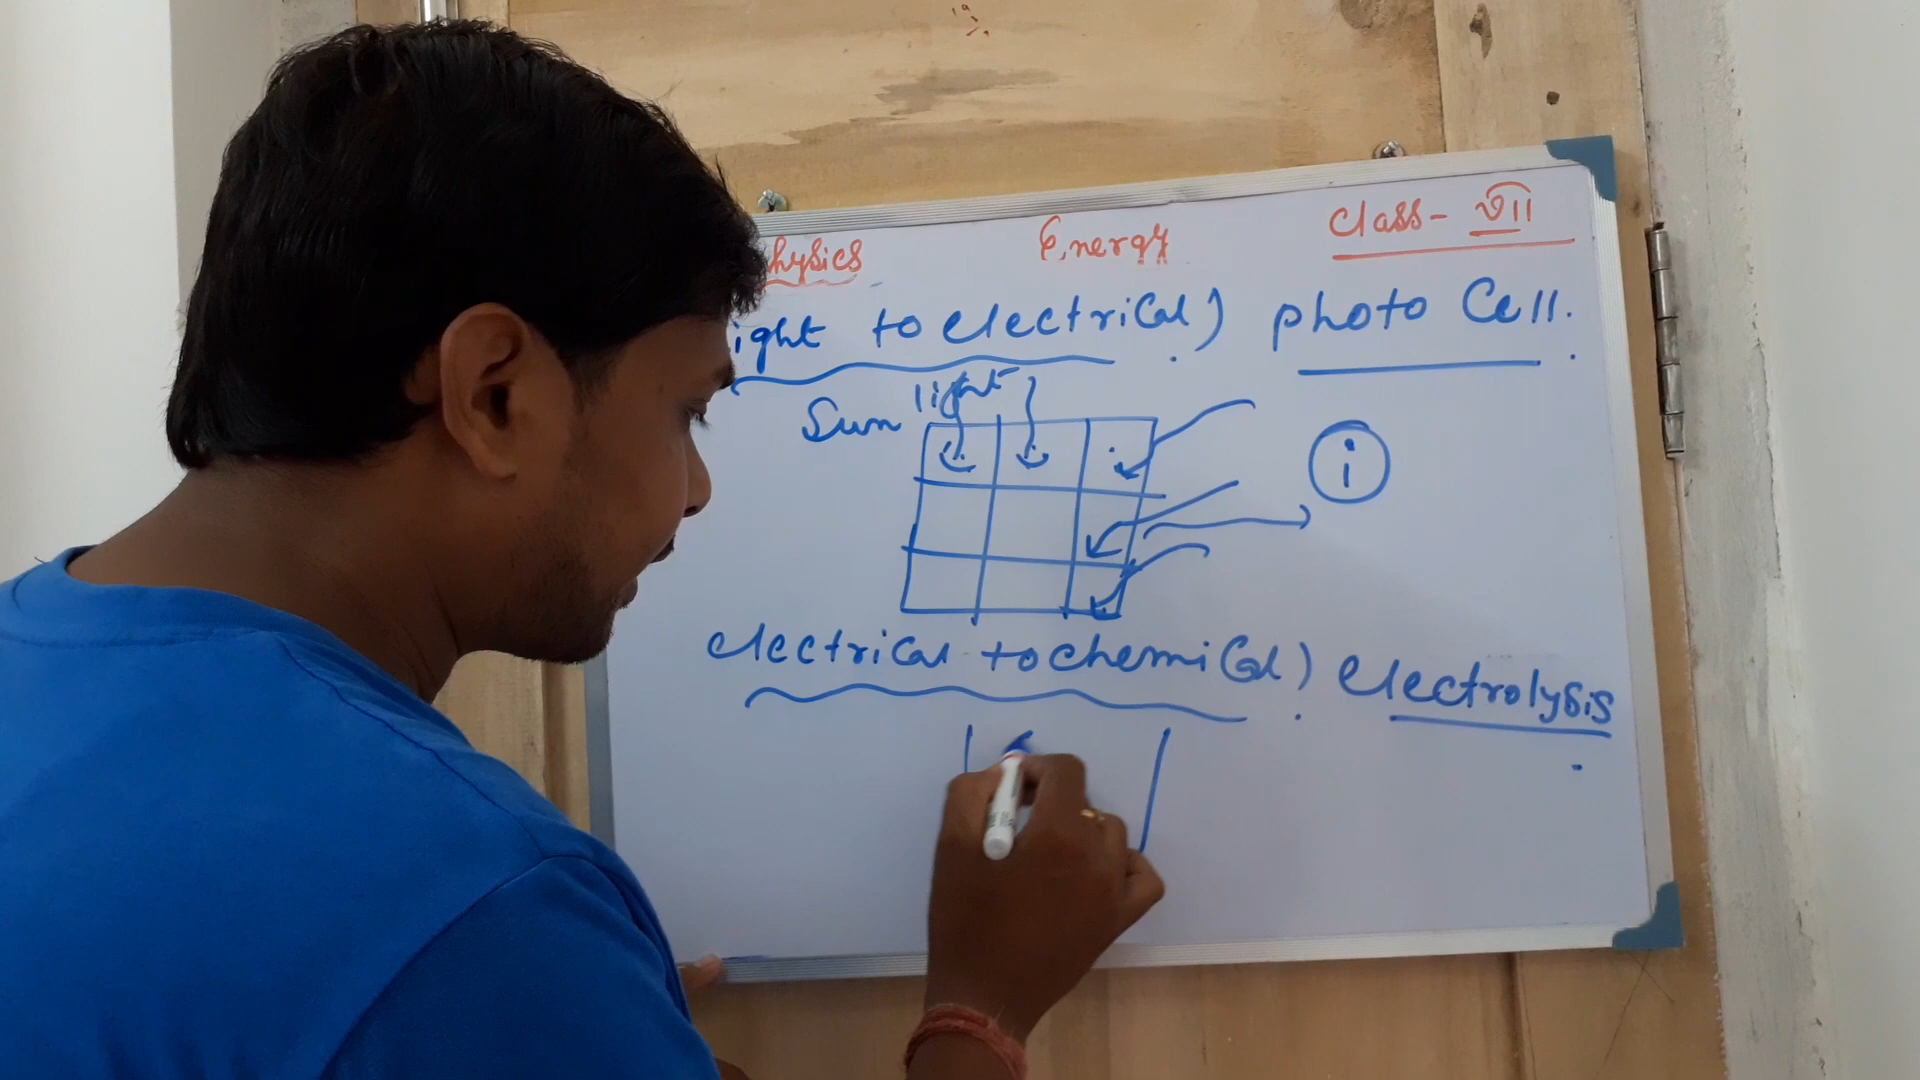 hysics Energy Class - VII
ight to electrical) photo Cell.
Sun light
i
electrical to chemical) electrolysis